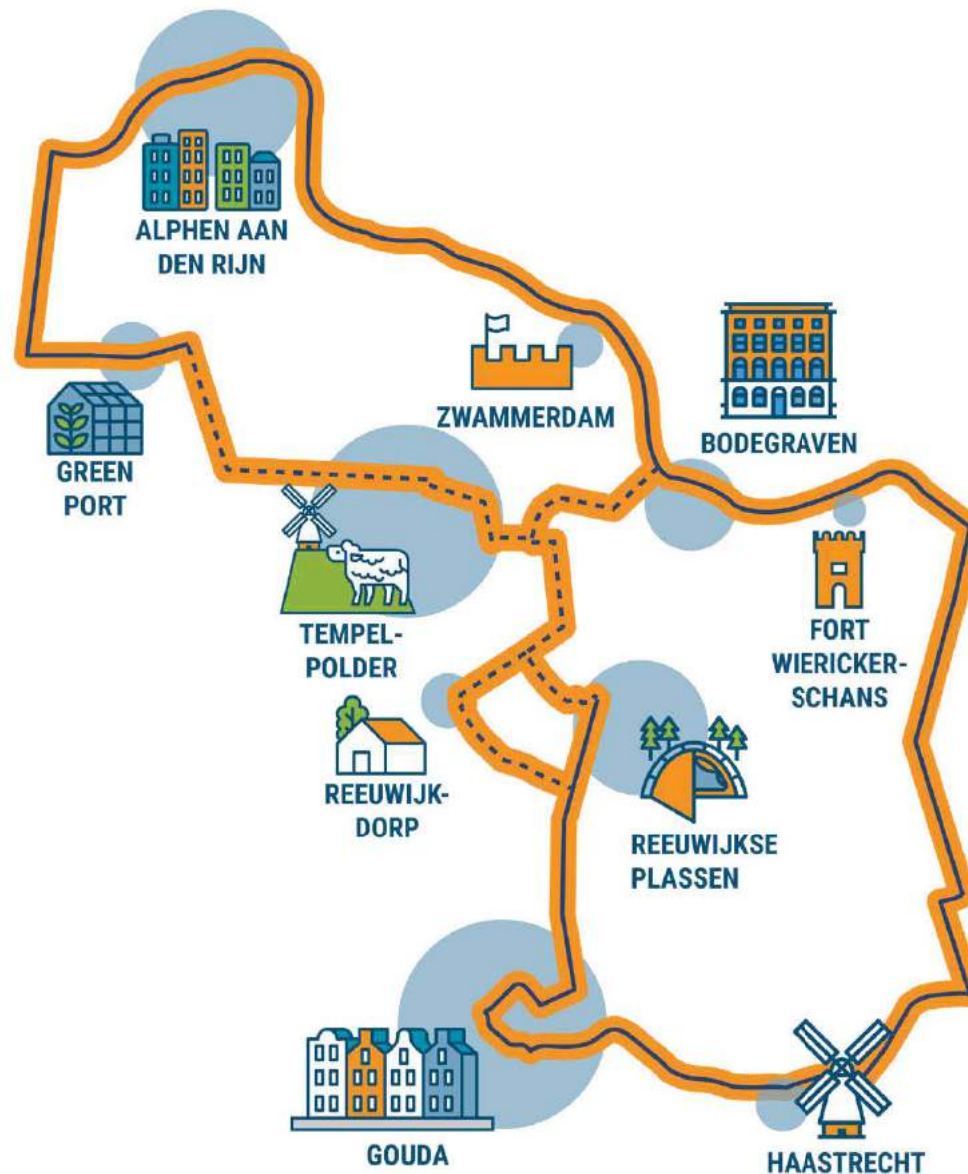 ALPHEN AAN
DEN RIJN
ZWAMMERDAM
BODEGRAVEN
GREEN
PORT
TEMPEL-
POLDER
FORT
WIERICKER-
SCHANS
REEUWIJK-
DORP
REEUWIJKSE
PLASSEN
GOUDA
HAASTRECHT